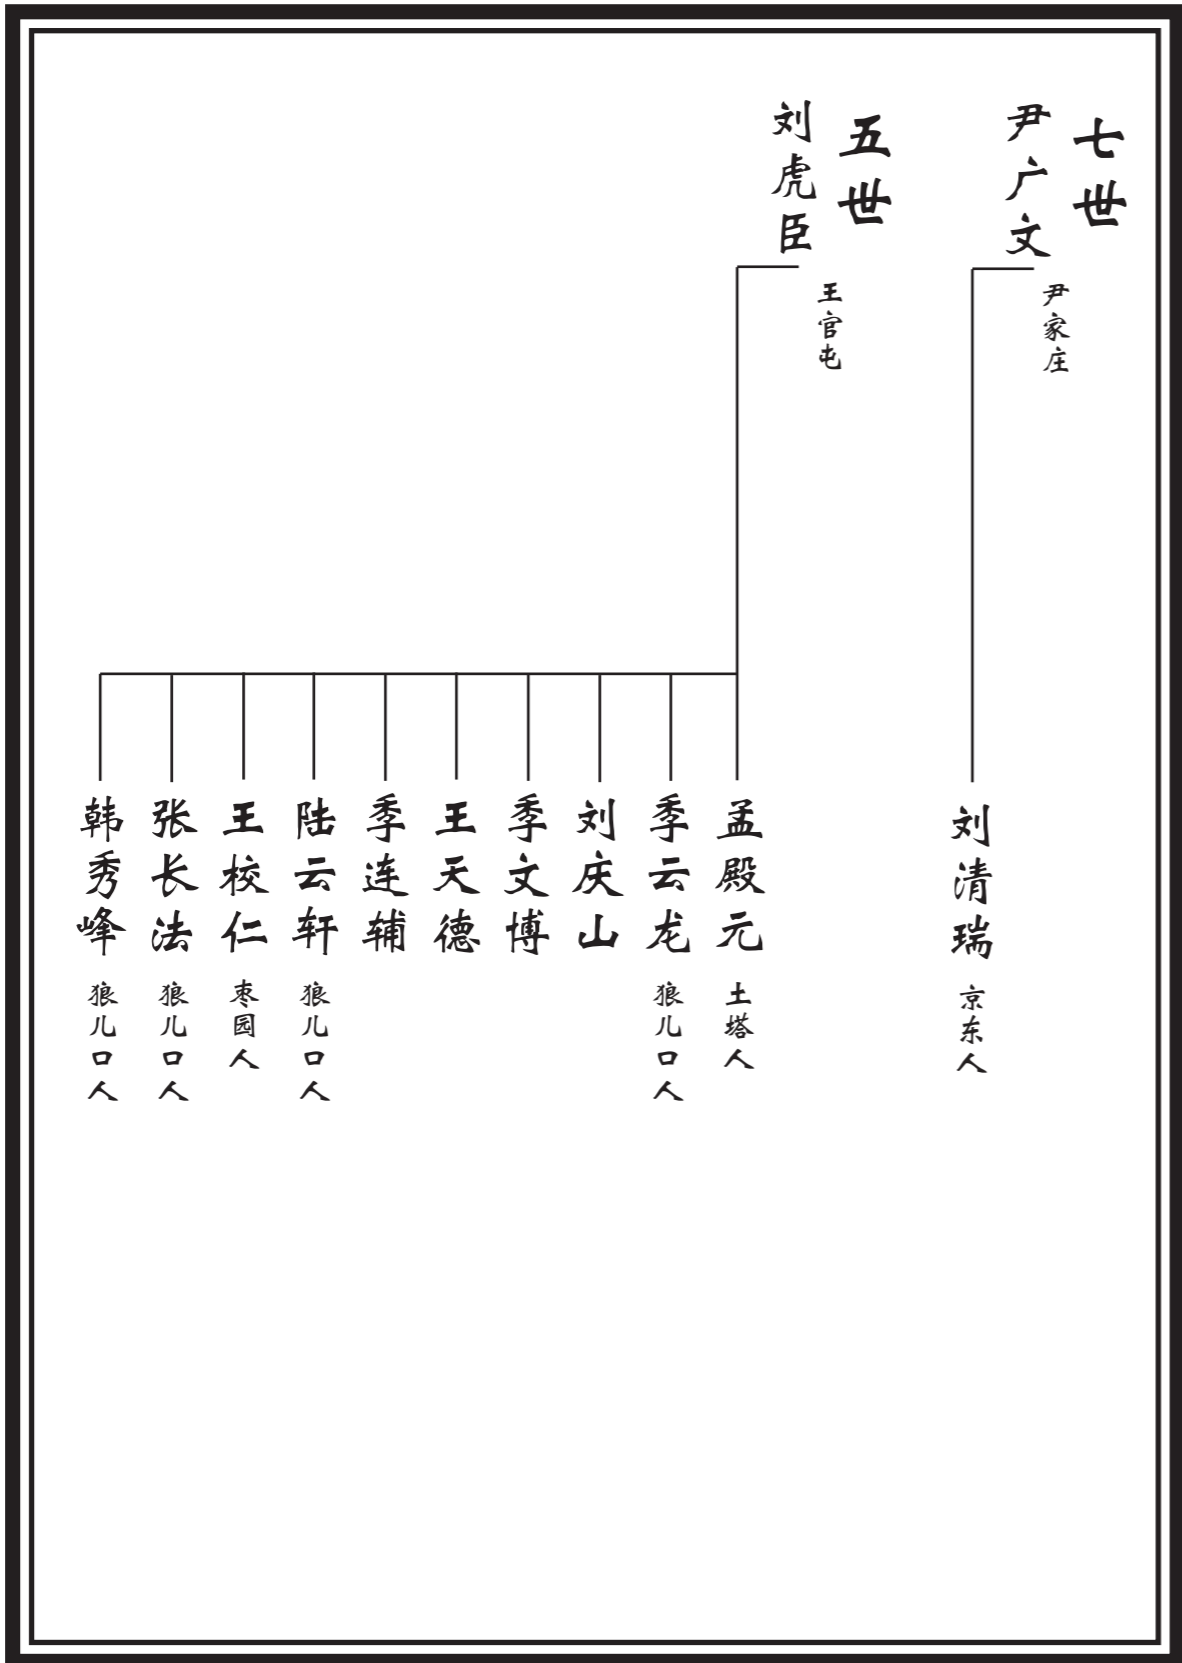 七世
尹广文
尹家庄
刘清瑞
京东人
五世
刘虎臣
王官屯
孟殿元
土塔人
季云龙
狼儿口人
刘庆山
季文博
王天德
季连辅
陆云轩
狼儿口人
王校仁
枣园人
张长法
狼儿口人
韩秀峰
狼儿口人